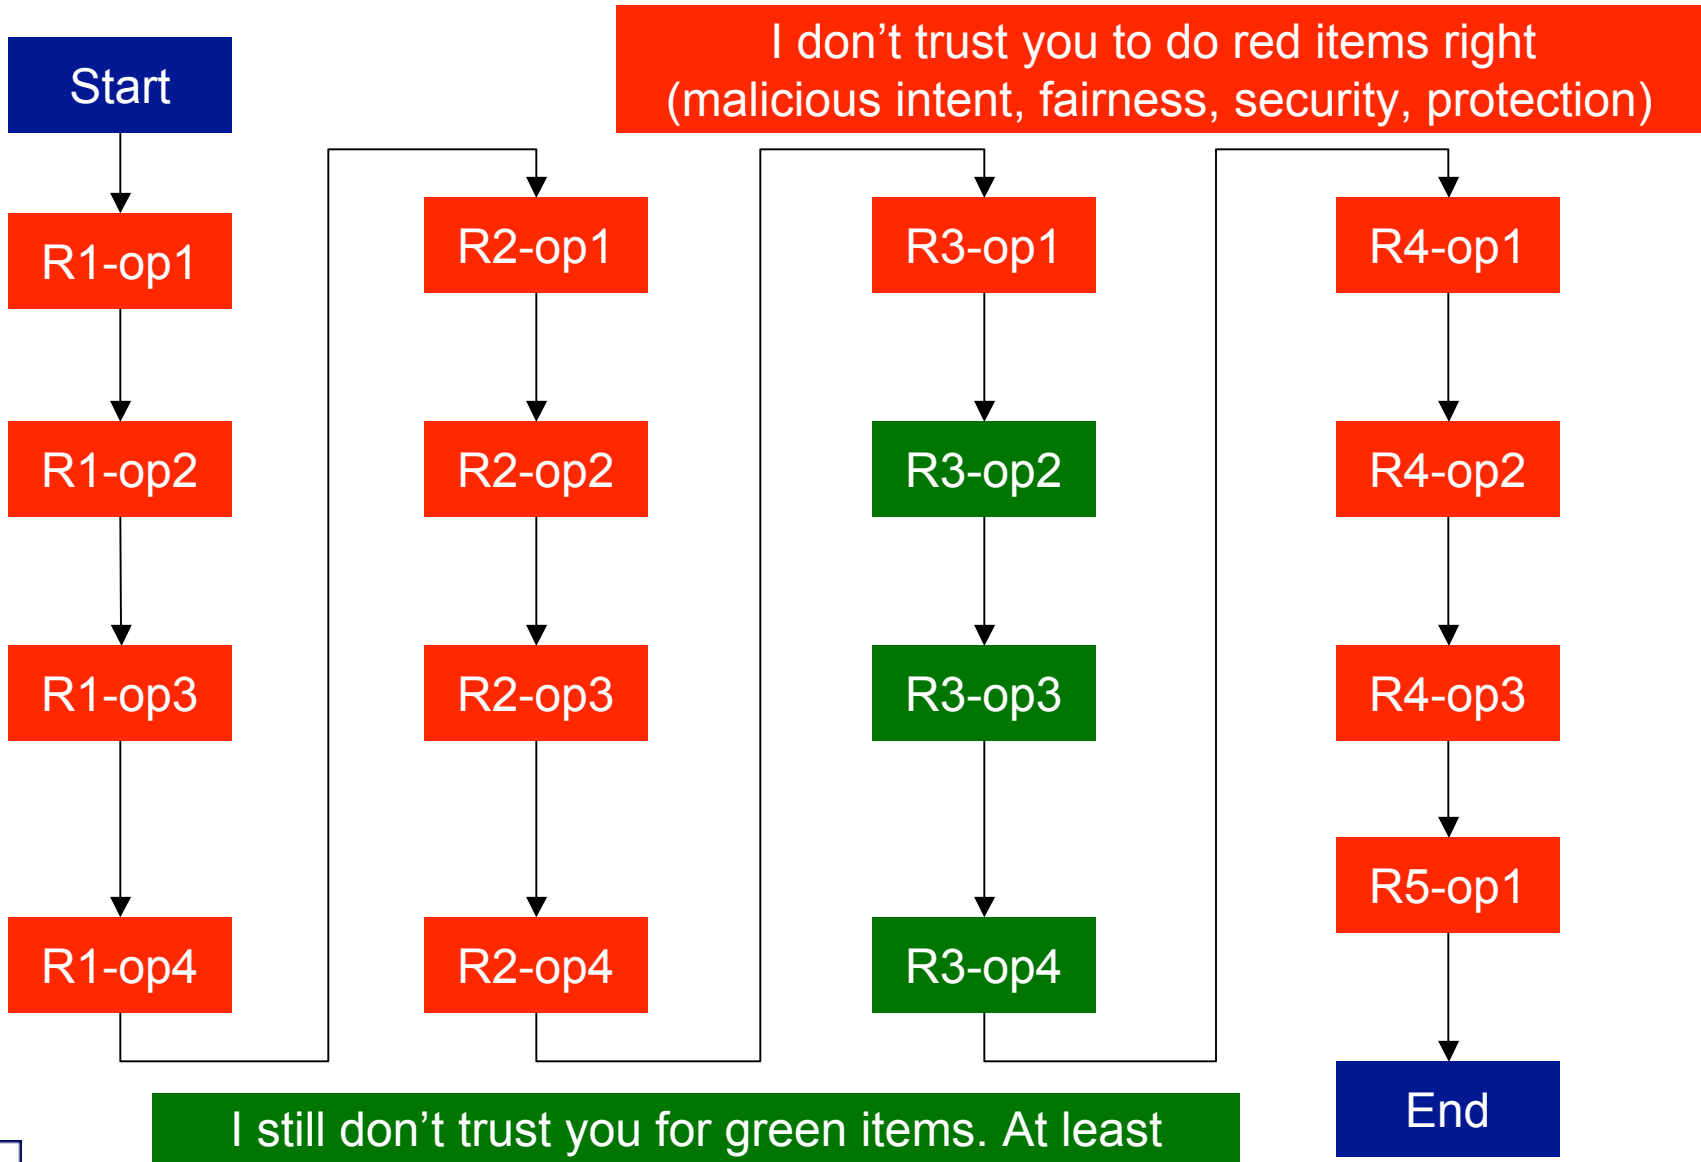 Start
I don’t trust you to do red items right
(malicious intent, fairness, security, protection)
R1-op1
R1-op2
R1-op3
R1-op4
R2-op1
R2-op2
R2-op3
R2-op4
R3-op1
R3-op2
R3-op3
R3-op4
R4-op1
R4-op2
R4-op3
R5-op1
End
I still don’t trust you for green items. At least